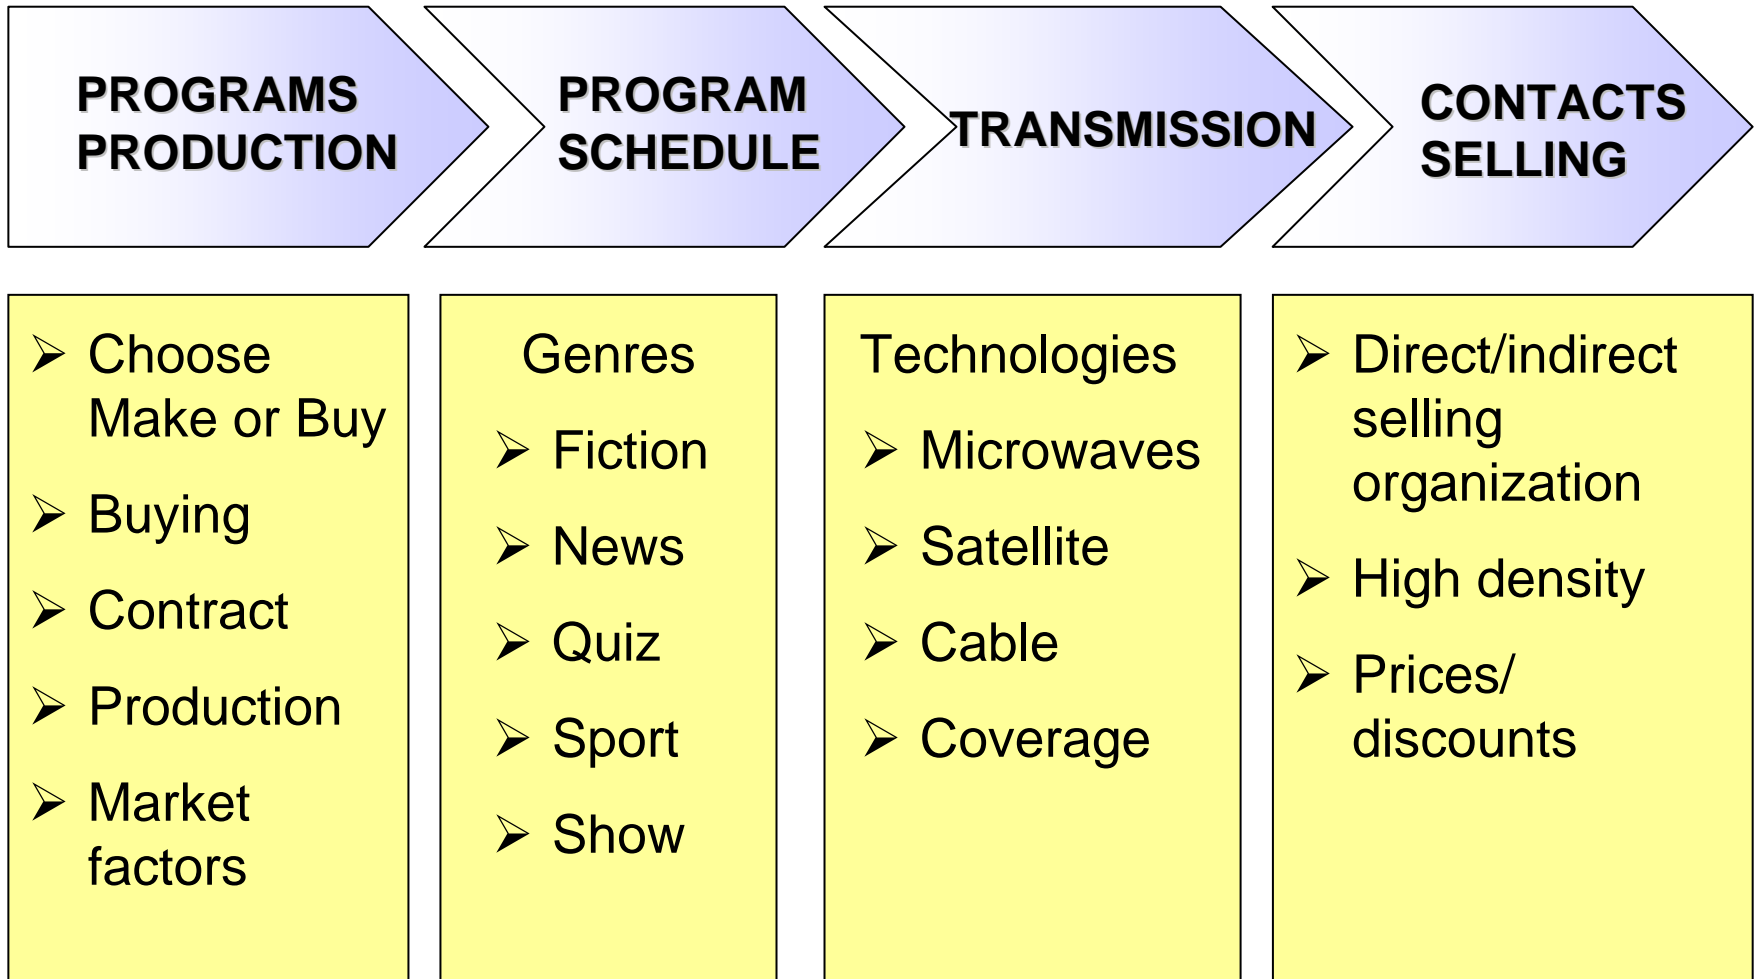 PROGRAMS
PRODUCTION
PROGRAM
SCHEDULE
TRANSMISSION
CONTACTS
SELLING
➢ Choose
Make or Buy
➢ Buying
➢ Contract
➢ Production
➢ Market
factors
Genres
➢ Fiction
➢ News
➢ Quiz
➢ Sport
➢ Show
Technologies
➢ Microwaves
➢ Satellite
➢ Cable
➢ Coverage
➢ Direct/indirect
selling
organization
➢ High density
➢ Prices/
discounts